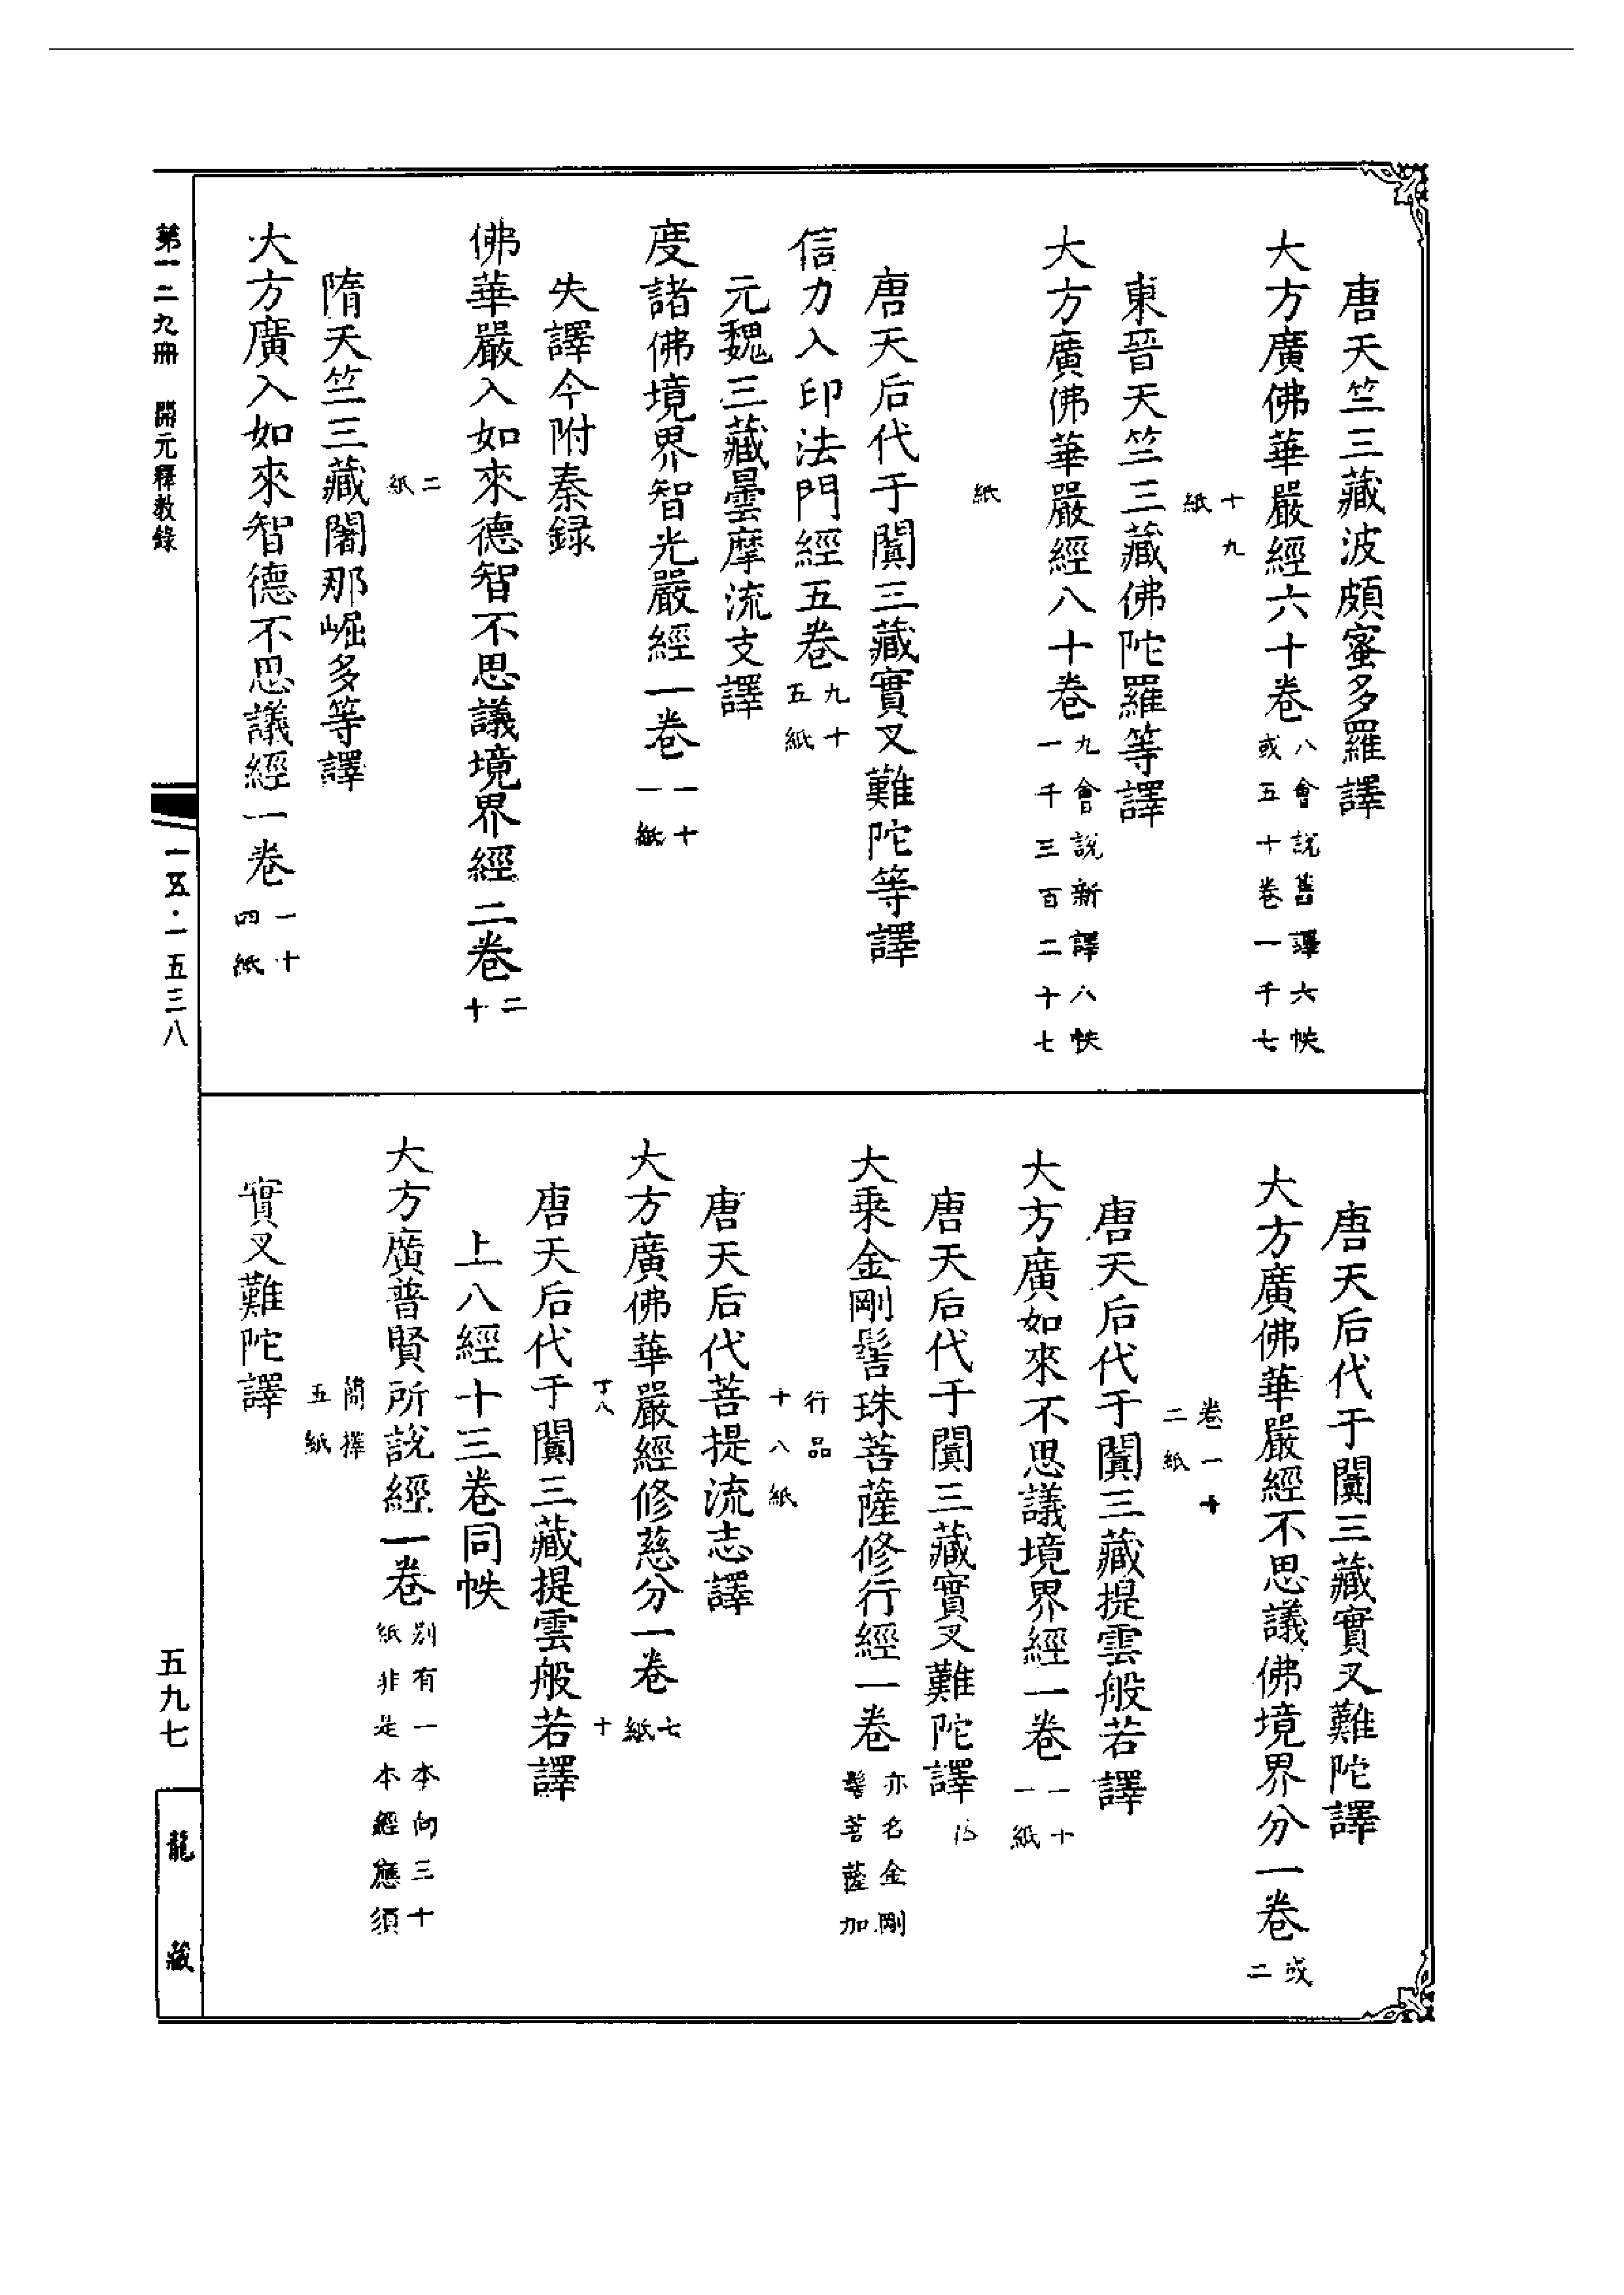 唐天竺三藏波頗蜜多羅譯
大方廣佛華嚴經六十卷八會說舊譯六帙或五十卷一千七
十九紙
東晉天竺三藏佛陀羅等譯
大方廣佛華嚴經八十卷九會說新譯八帙一千三百二十七
紙
唐天后代于闐三藏實叉難陀等譯
信力入印法門經五卷九十五紙
元魏三藏曇摩流支譯
度諸佛境界智光嚴經一卷一十一紙
失譯今附秦録
佛華嚴入如來德智不思議境界經二卷二十
二紙
隋天竺三藏闍那崛多等譯
大方廣入如來智德不思議經一卷一十四紙
唐天后代于闐三藏實叉難陀譯
大方廣佛華嚴經不思議佛境界分一卷或二
卷一十二紙
唐天后代于闐三藏提雲般若譯
大方廣如來不思議境界經一卷一十一紙
唐天后代于闐三藏實叉難陀譯
大乘金剛髻珠菩薩修行經一卷亦名金剛鬘菩薩加
行品十八紙
唐天后代菩提流志譯
大方廣佛華嚴經修慈分一卷七紙
十
唐天后代于闐三藏提雲般若譯
上八經十三卷同帙
大方廣普賢所說經一卷別有一本向三十紙非是本經應須
簡擇五紙
實叉難陀譯
第一二九冊 開元釋教錄
一五·一五三八
五九七
龍藏